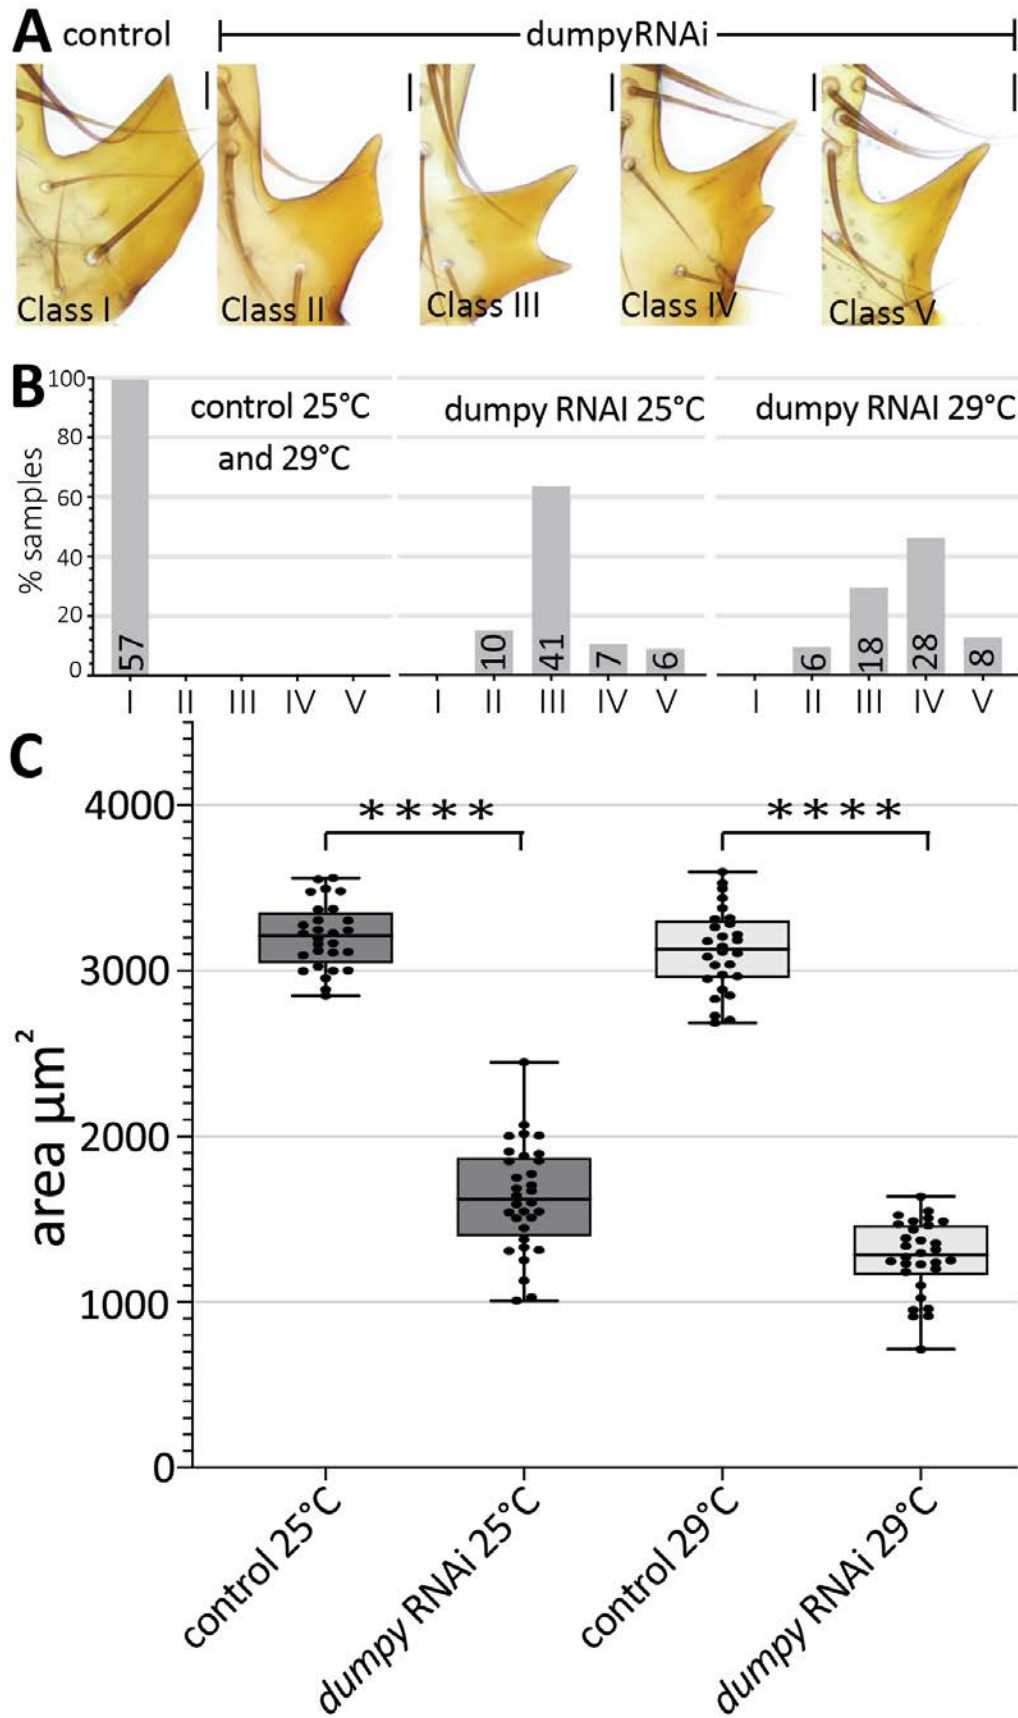 A control dumpyRNAi
Class I Class II Class III Class IV Class V
B
% samples
100
80
60
40
20
0
control 25°C
and 29°C
dumpy RNAI 25°C
dumpy RNAI 29°C
57
10 41 7 6
6 18 28 8
I II III IV V
I II III IV V
I II III IV V
C
area µm²
4000
3000
2000
1000
0
**** ****
control 25°C
dumpy RNAi 25°C
control 29°C
dumpy RNAi 29°C